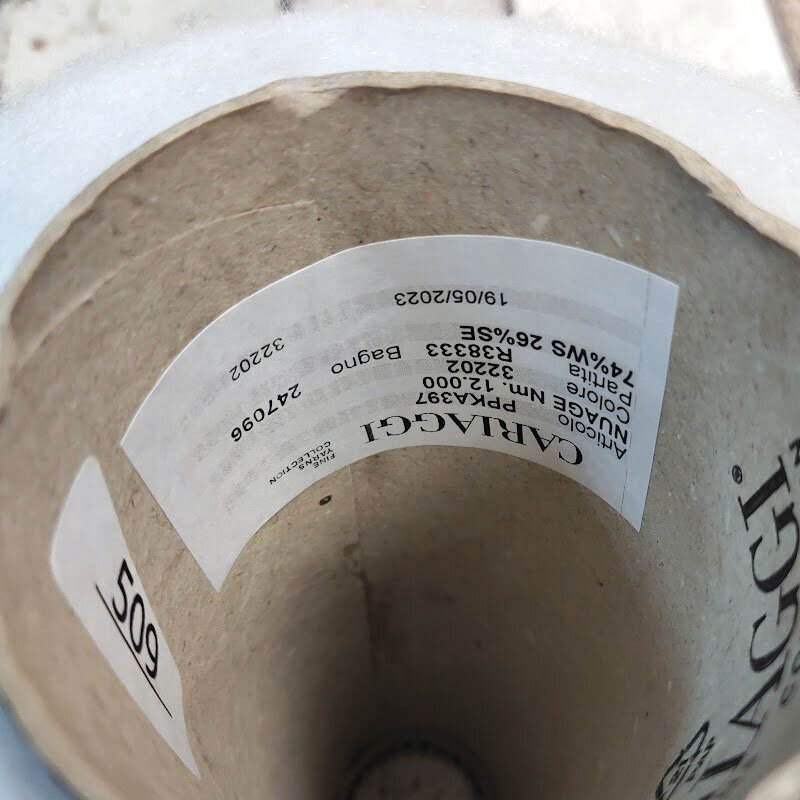 CARIAGGI FINE YARNS COLLECTION
Articolo PPKA397 247096
NUAGE Nm. 12.000
Colore 32202
Partita R38333 Bagno 32202
74%WS 26%SE
19/05/2023
509
IAGGI®